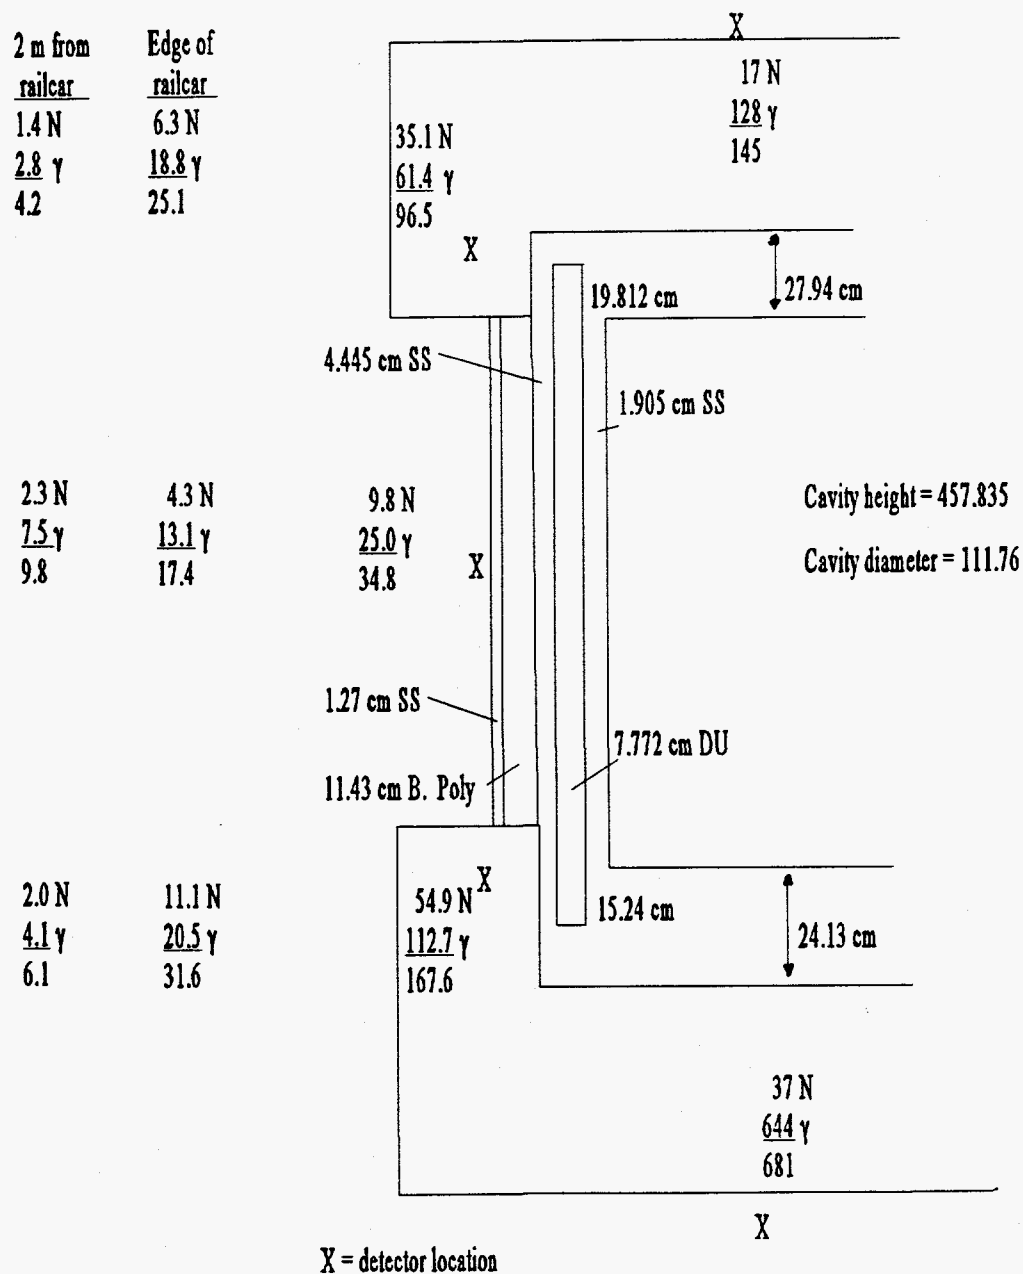 2 m from
railcar
1.4 N
2.8 γ
4.2
Edge of
railcar
6.3 N
18.8 γ
25.1
X
17 N
128 γ
145
35.1 N
61.4 γ
96.5
X
19.812 cm
27.94 cm
4.445 cm SS
1.905 cm SS
2.3 N
7.5 γ
9.8
4.3 N
13.1 γ
17.4
9.8 N
25.0 γ
34.8
X
Cavity height = 457.835
Cavity diameter = 111.76
1.27 cm SS
7.772 cm DU
11.43 cm B. Poly
2.0 N
4.1 γ
6.1
11.1 N
20.5 γ
31.6
X
54.9 N
112.7 γ
167.6
15.24 cm
24.13 cm
37 N
644 γ
681
X
X = detector location